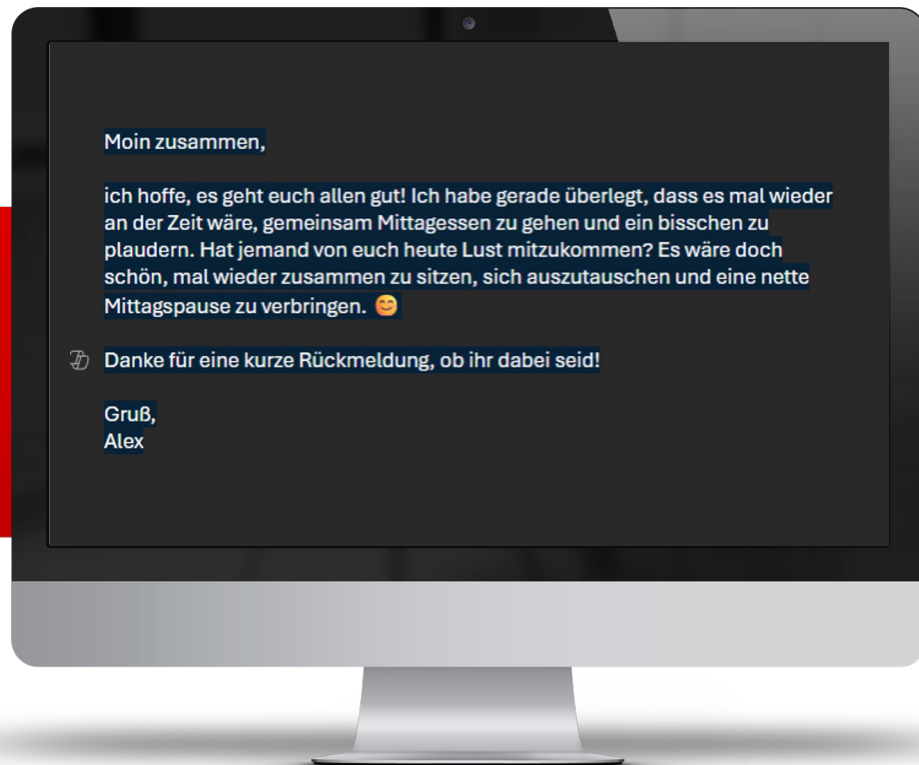 Moin zusammen,
ich hoffe, es geht euch allen gut! Ich habe gerade überlegt, dass es mal wieder
an der Zeit wäre, gemeinsam Mittagessen zu gehen und ein bisschen zu
plaudern. Hat jemand von euch heute Lust mitzukommen? Es wäre doch
schön, mal wieder zusammen zu sitzen, sich auszutauschen und eine nette
Mittagspause zu verbringen. 😊
Danke für eine kurze Rückmeldung, ob ihr dabei seid!
Gruß,
Alex